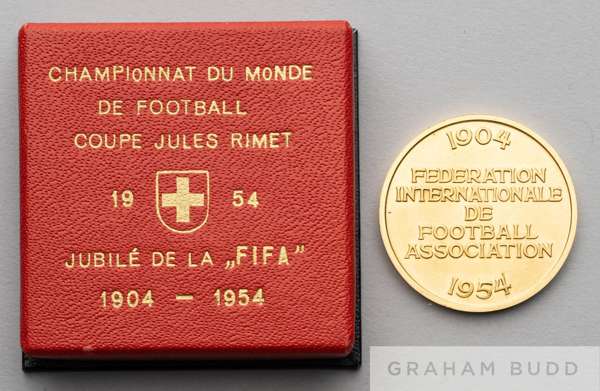 CHAMPIONNAT DU MONDE
DE FOOTBALL
COUPE JULES RIMET
19 54
JUBILÉ DE LA „FIFA"
1904 — 1954
1904
FEDERATION
INTERNATIONALE
DE
FOOTBALL
ASSOCIATION
1954
GRAHAM BUDD